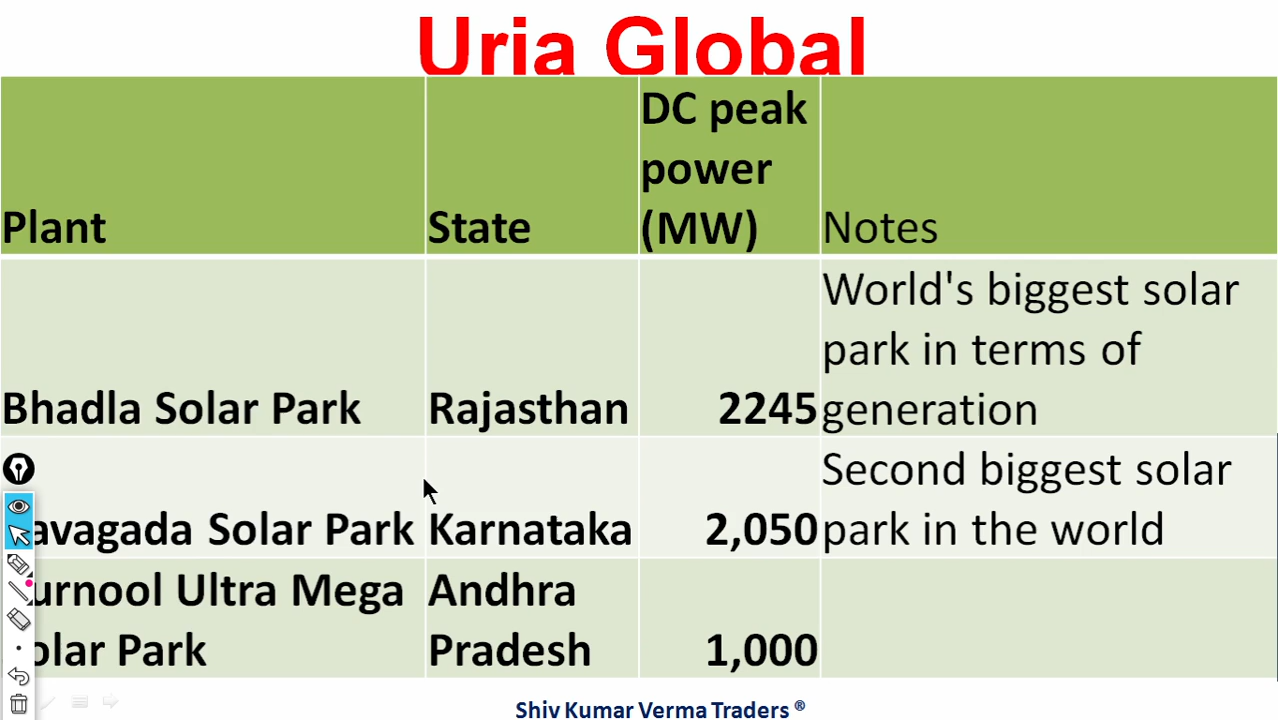 Uria Global
Plant
State
DC peak
power
(MW)
Notes
Bhadla Solar Park
Rajasthan
2245
World's biggest solar
park in terms of
generation
avagada Solar Park
Karnataka
2,050
Second biggest solar
park in the world
urnool Ultra Mega
olar Park
Andhra
Pradesh
1,000
Shiv Kumar Verma Traders ®